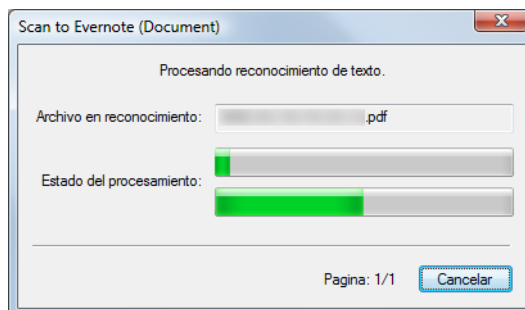 Scan to Evernote (Document)
Procesando reconocimiento de texto.
Archivo en reconocimiento: .pdf
Estado del procesamiento:
Pagina: 1/1 Cancelar